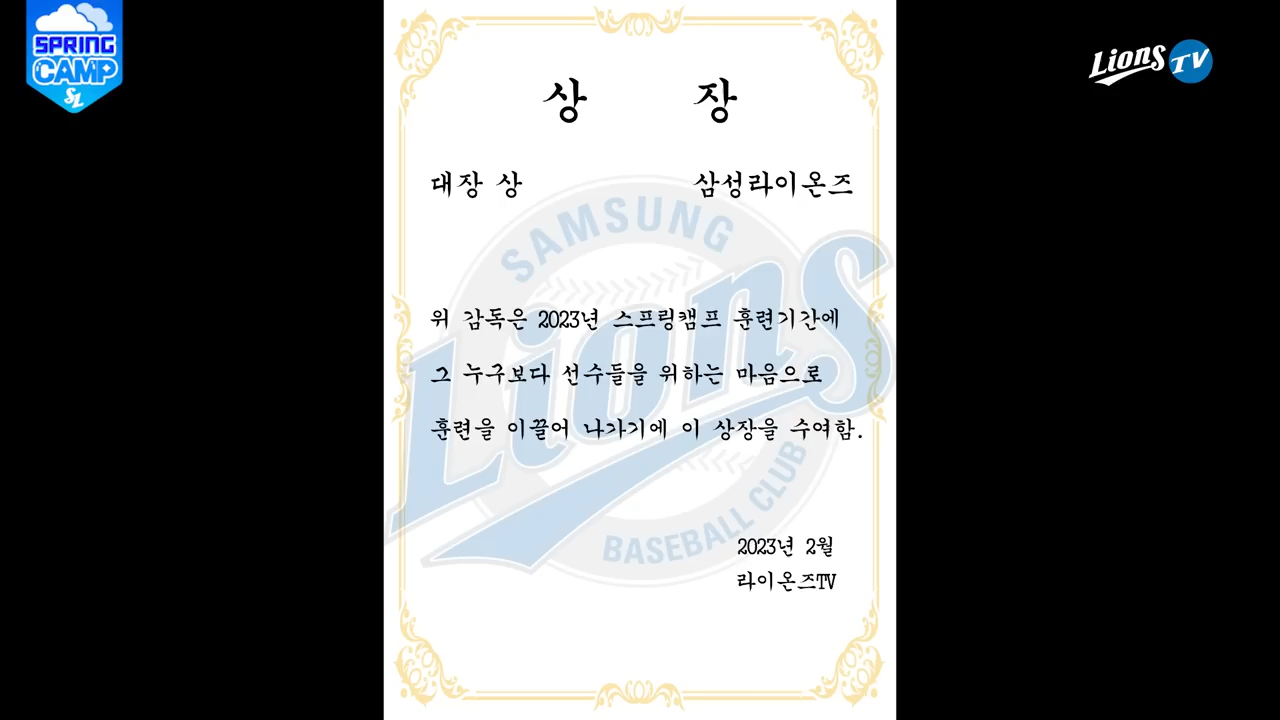 SPRING
CAMP
SL
Lions TV
상 장
대장 상 삼성라이온즈
SAMSUNG
Lions
위 감독은 2023년 스프링캠프 훈련기간에
그 누구보다 선수들을 위하는 마음으로
훈련을 이끌어 나가기에 이 상장을 수여함.
BASEBALL CLUB
2023년 2월
라이온즈TV